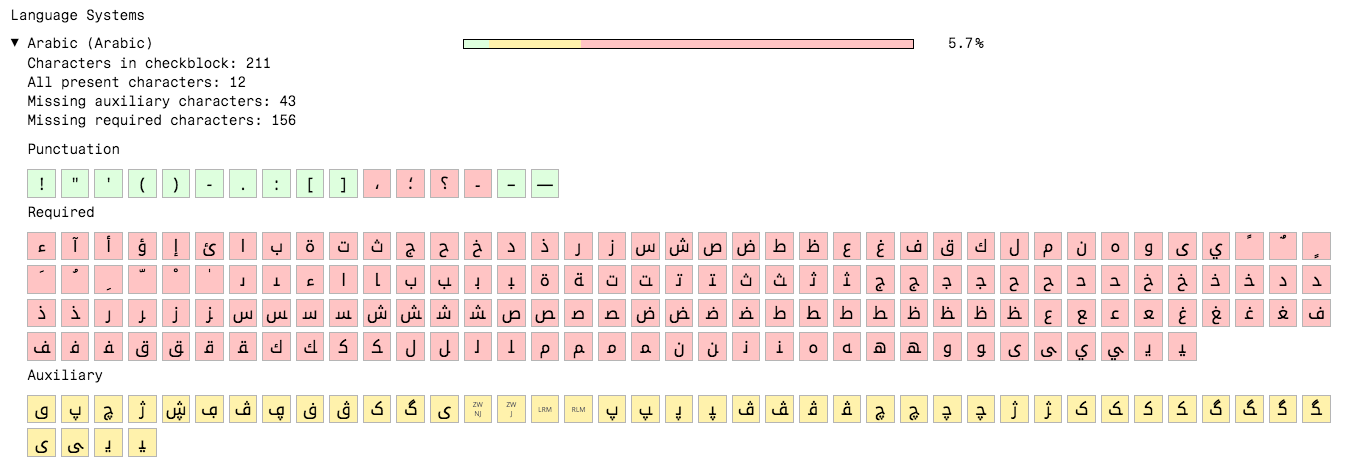 Language Systems
▼ Arabic (Arabic) 5.7%
Characters in checkblock: 211
All present characters: 12
Missing auxiliary characters: 43
Missing required characters: 156
Punctuation
! " ' ( ) - . : [ ] ، ؛ ؟ ‐ – —
Required
ء آ أ ؤ إ ئ ا ب ة ت ث ج ح خ د ذ ر ز س ش ص ض ط ظ ع غ ف ق ك ل م ن ه و ى ي ً ٌ ٍ
َ ُ ِ ّ ْ ٰ ﯨ ﯩ ﺀ ﺍ ﺎ ﺏ ﺐ ﺑ ﺒ ﺓ ﺔ ﺕ ﺖ ﺗ ﺘ ﺙ ﺚ ﺛ ﺜ ﺝ ﺞ ﺟ ﺠ ﺡ ﺢ ﺣ ﺤ ﺥ ﺦ ﺧ ﺨ ﺩ ﺪ
ﺫ ﺬ ﺭ ﺮ ﺯ ﺰ ﺱ ﺲ ﺳ ﺴ ﺵ ﺶ ﺷ ﺸ ﺹ ﺺ ﺻ ﺼ ﺽ ﺾ ﺿ ﻀ ﻁ ﻂ ﻃ ﻄ ﻅ ﻆ ﻇ ﻈ ﻉ ﻊ ﻋ ﻌ ﻍ ﻎ ﻏ ﻐ ﻑ
ﻒ ﻓ ﻔ ﻕ ﻖ ﻗ ﻘ ﻙ ﻚ ﻛ ﻜ ﻝ ﻞ ﻟ ﻠ ﻡ ﻢ ﻣ ﻤ ﻥ ﻦ ﻧ ﻨ ﻩ ﻪ ﻫ ﻬ ﻭ ﻮ ﻯ ﻰ ﻱ ﻲ ﻳ ﻴ
Auxiliary
ٯ پ چ ژ ڜ ڢ ڤ ڥ ڧ ڨ ک گ ی ZWNJ ZWJ LRM RLM ﭖ ﭗ ﭘ ﭙ ﭪ ﭫ ﭬ ﭭ ﭺ ﭻ ﭼ ﭽ ﮊ ﮋ ﮎ ﮏ ﮐ ﮑ ﮒ ﮓ ﮔ ﮕ
ﯼ ﯽ ﯾ ﯿ